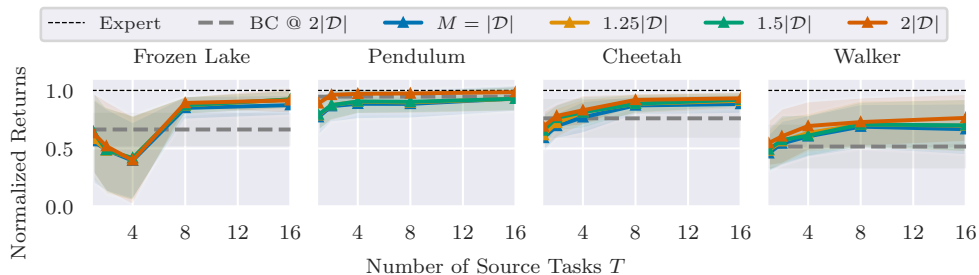 Expert BC @ 2|𝒟| M = |𝒟| 1.25|𝒟| 1.5|𝒟| 2|𝒟|
Frozen Lake Pendulum Cheetah Walker
Normalized Returns
1.0
0.5
0.0
4 8 12 16 4 8 12 16 4 8 12 16 4 8 12 16
Number of Source Tasks T